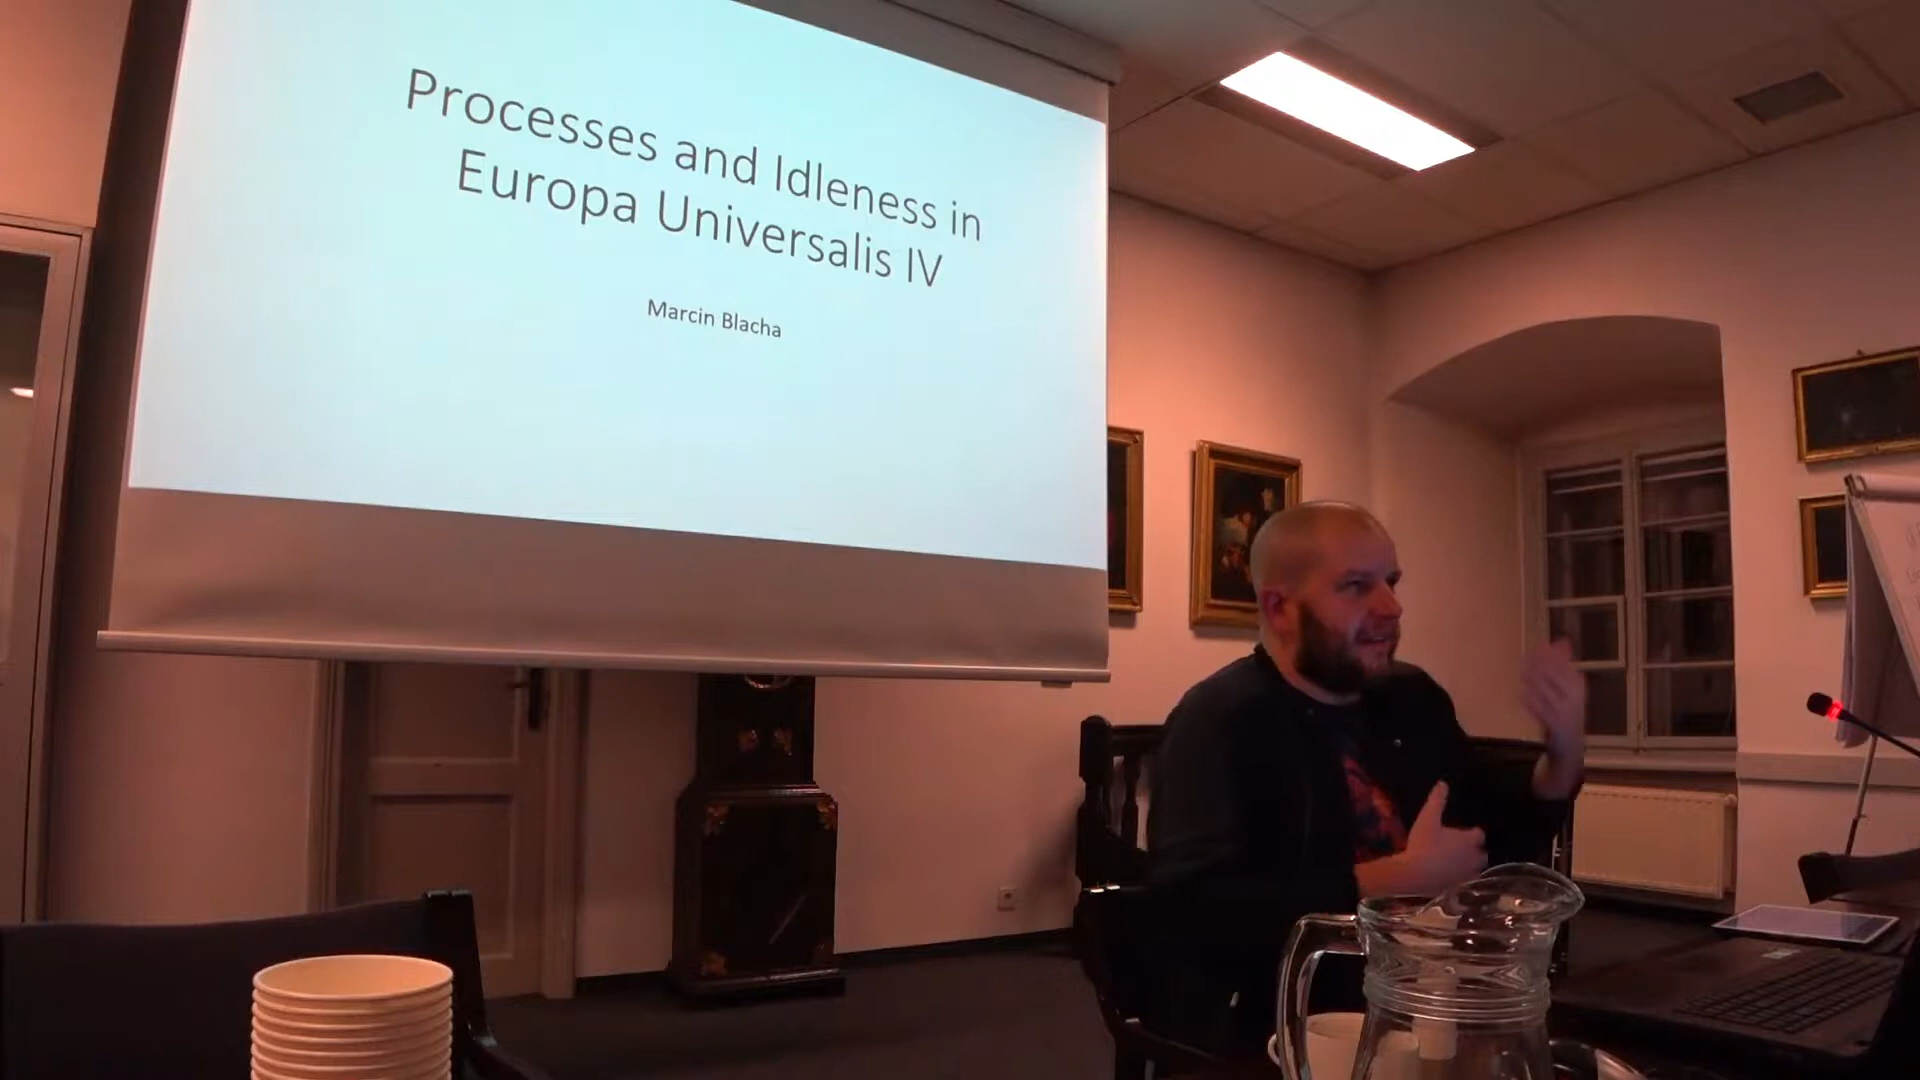 Processes and Idleness in
Europa Universalis IV
Marcin Blacha